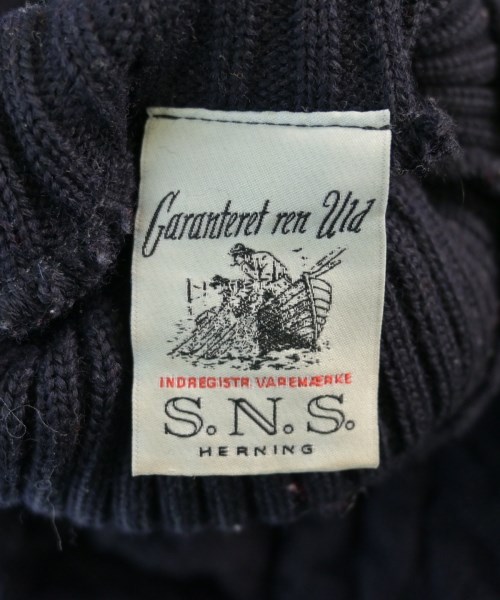 Garanteret ren Uld
INDREGISTR. VAREMÆRKE
S.N.S.
HERNING